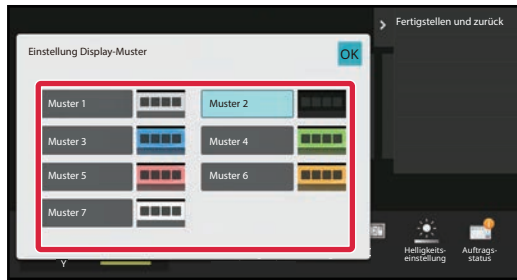 Fertigstellen und zurück
Einstellung Display-Muster
OK
Muster 1
Muster 2
Muster 3
Muster 4
Muster 5
Muster 6
Muster 7
Y
Helligkeits-
einstellung
Auftrags-
status